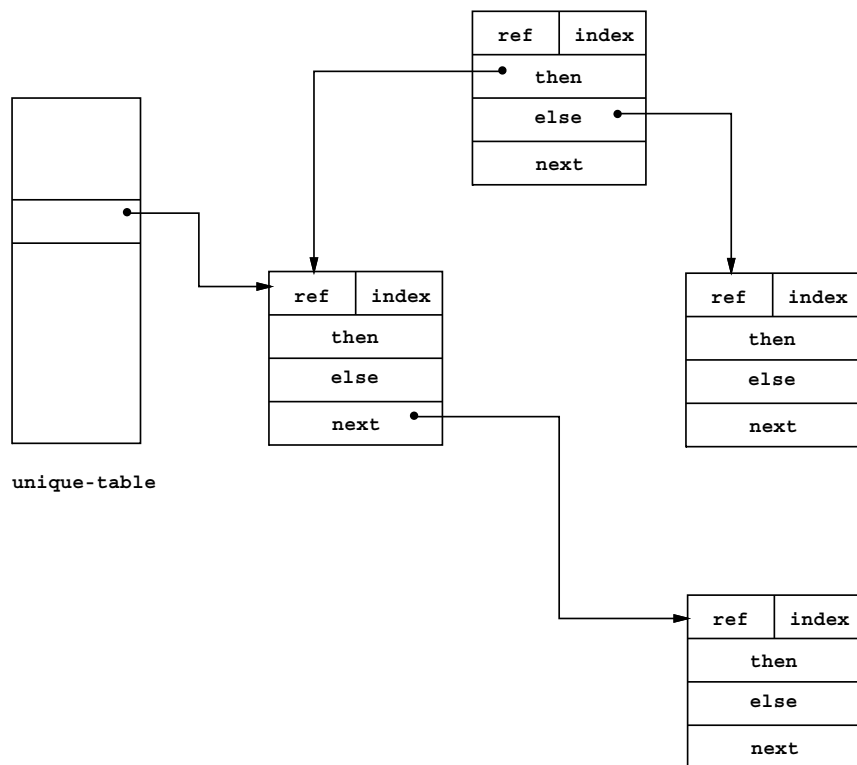 ref index
then
else
next
ref index
then
else
next
ref index
then
else
next
unique-table
ref index
then
else
next